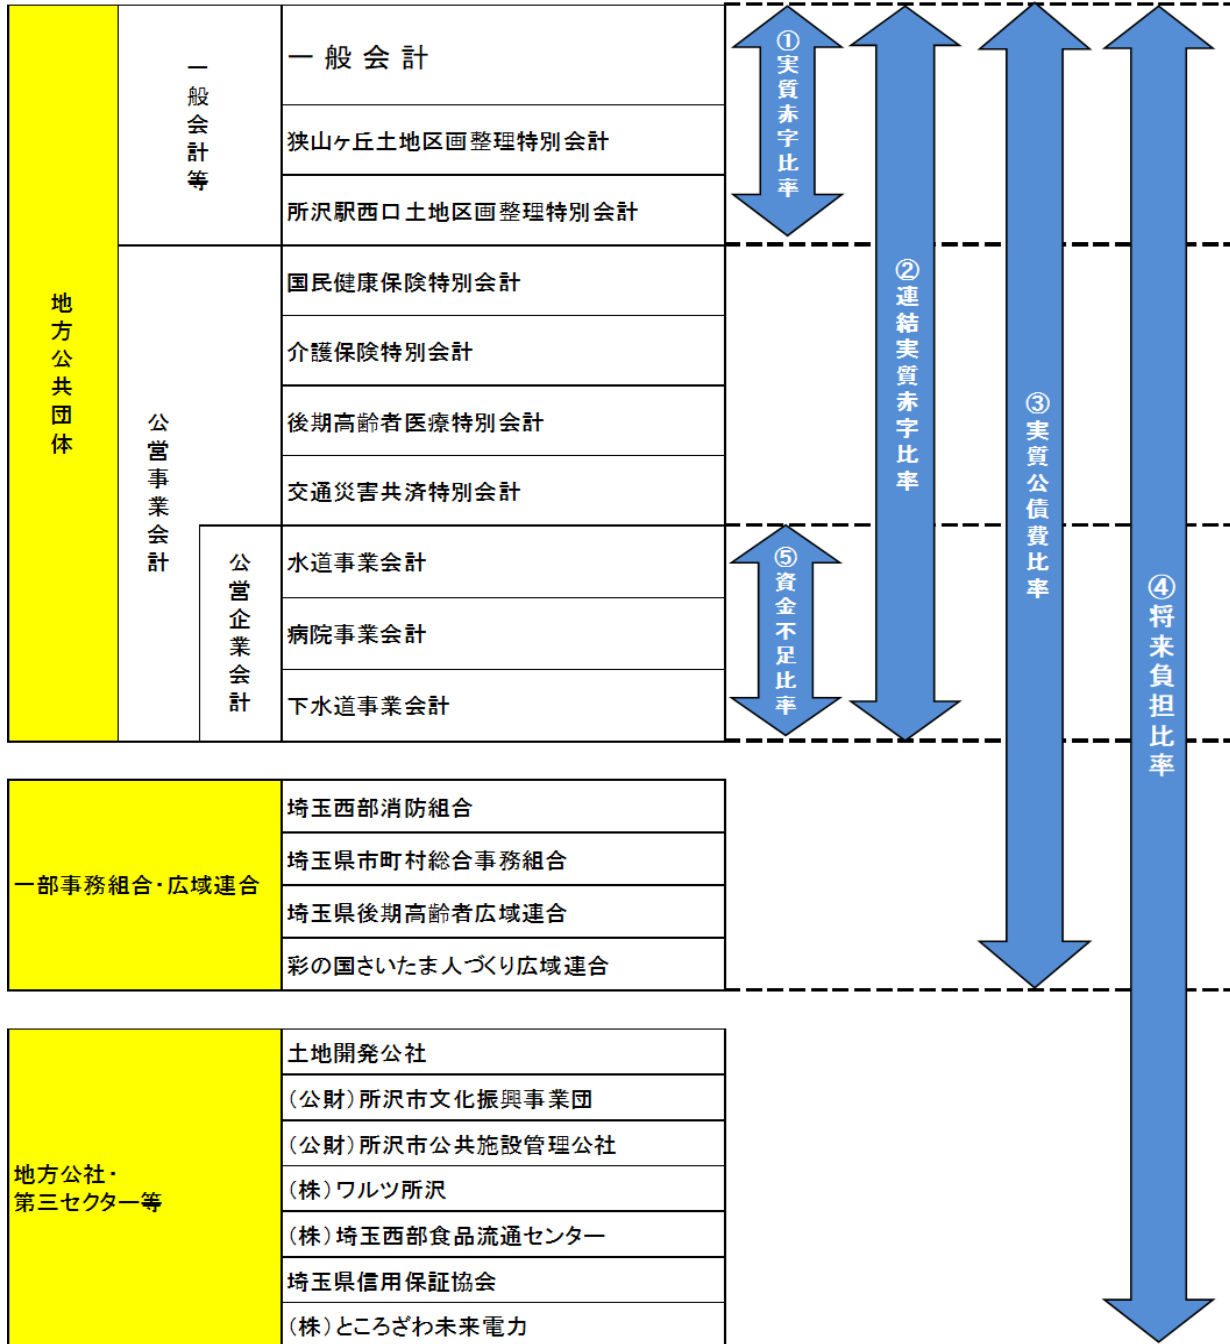 地方公共団体
一般会計等
一般会計
狭山ヶ丘土地区画整理特別会計
所沢駅西口土地区画整理特別会計
公営事業会計
国民健康保険特別会計
介護保険特別会計
後期高齢者医療特別会計
交通災害共済特別会計
公営企業会計
水道事業会計
病院事業会計
下水道事業会計
①実質赤字比率
②連結実質赤字比率
③実質公債費比率
④将来負担比率
⑤資金不足比率
一部事務組合・広域連合
埼玉西部消防組合
埼玉県市町村総合事務組合
埼玉県後期高齢者広域連合
彩の国さいたま人づくり広域連合
地方公社・
第三セクター等
土地開発公社
（公財）所沢市文化振興事業団
（公財）所沢市公共施設管理公社
（株）ワルツ所沢
（株）埼玉西部食品流通センター
埼玉県信用保証協会
（株）ところざわ未来電力